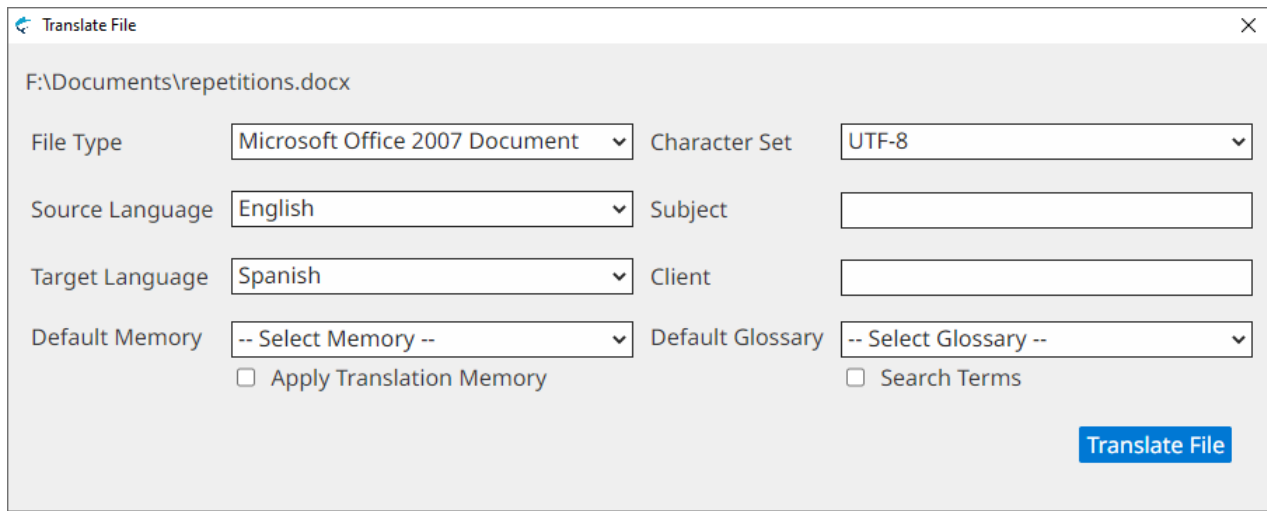 Translate File
F:\Documents\repetitions.docx
File Type Microsoft Office 2007 Document Character Set UTF-8
Source Language English Subject
Target Language Spanish Client
Default Memory -- Select Memory -- Default Glossary -- Select Glossary --
Apply Translation Memory Search Terms
Translate File